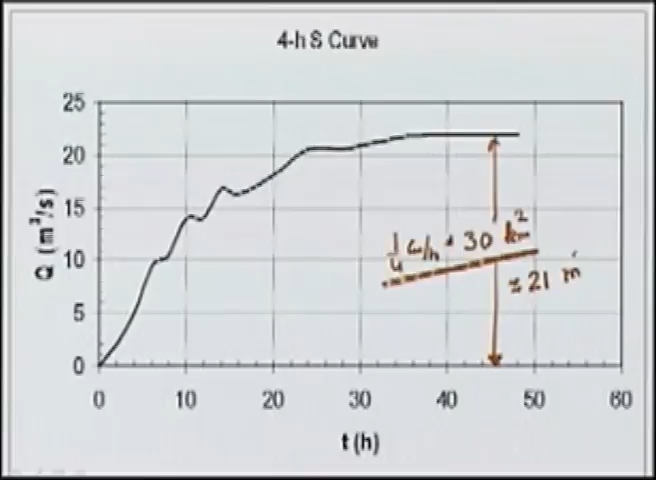 4-h S Curve
25
20
15
10
5
0
Q (m³/s)
0 10 20 30 40 50 60
t (h)
1/4 cm/h * 30 km²
≈ 21 m